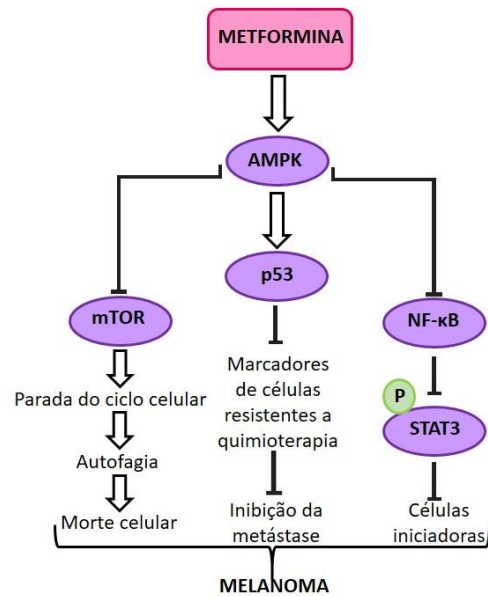 METFORMINA
AMPK
p53
mTOR
NF-κB
Marcadores
de células
resistentes a
quimioterapia
P
STAT3
Parada do ciclo celular
Autofagia
Morte celular
Inibição da
metástase
Células
iniciadoras
MELANOMA